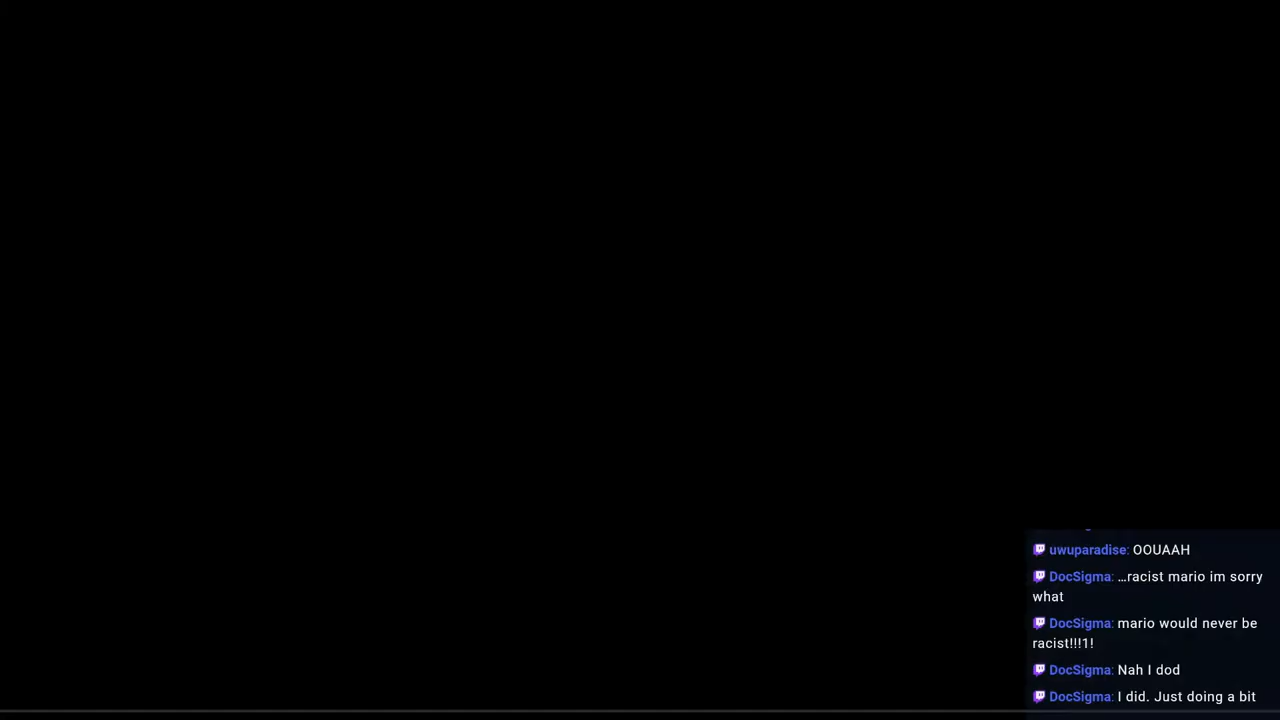 uwuparadise: OOUAAH
DocSigma: …racist mario im sorry
what
DocSigma: mario would never be
racist!!!1!
DocSigma: Nah I dod
DocSigma: I did. Just doing a bit